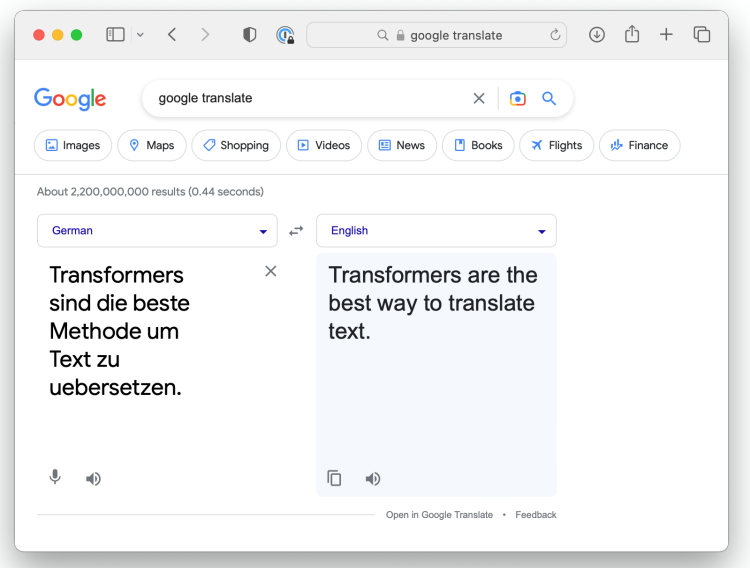 google translate
Google
google translate
Images Maps Shopping Videos News Books Flights Finance
About 2,200,000,000 results (0.44 seconds)
German English
Transformers
sind die beste
Methode um
Text zu
uebersetzen.
Transformers are the
best way to translate
text.
Open in Google Translate • Feedback